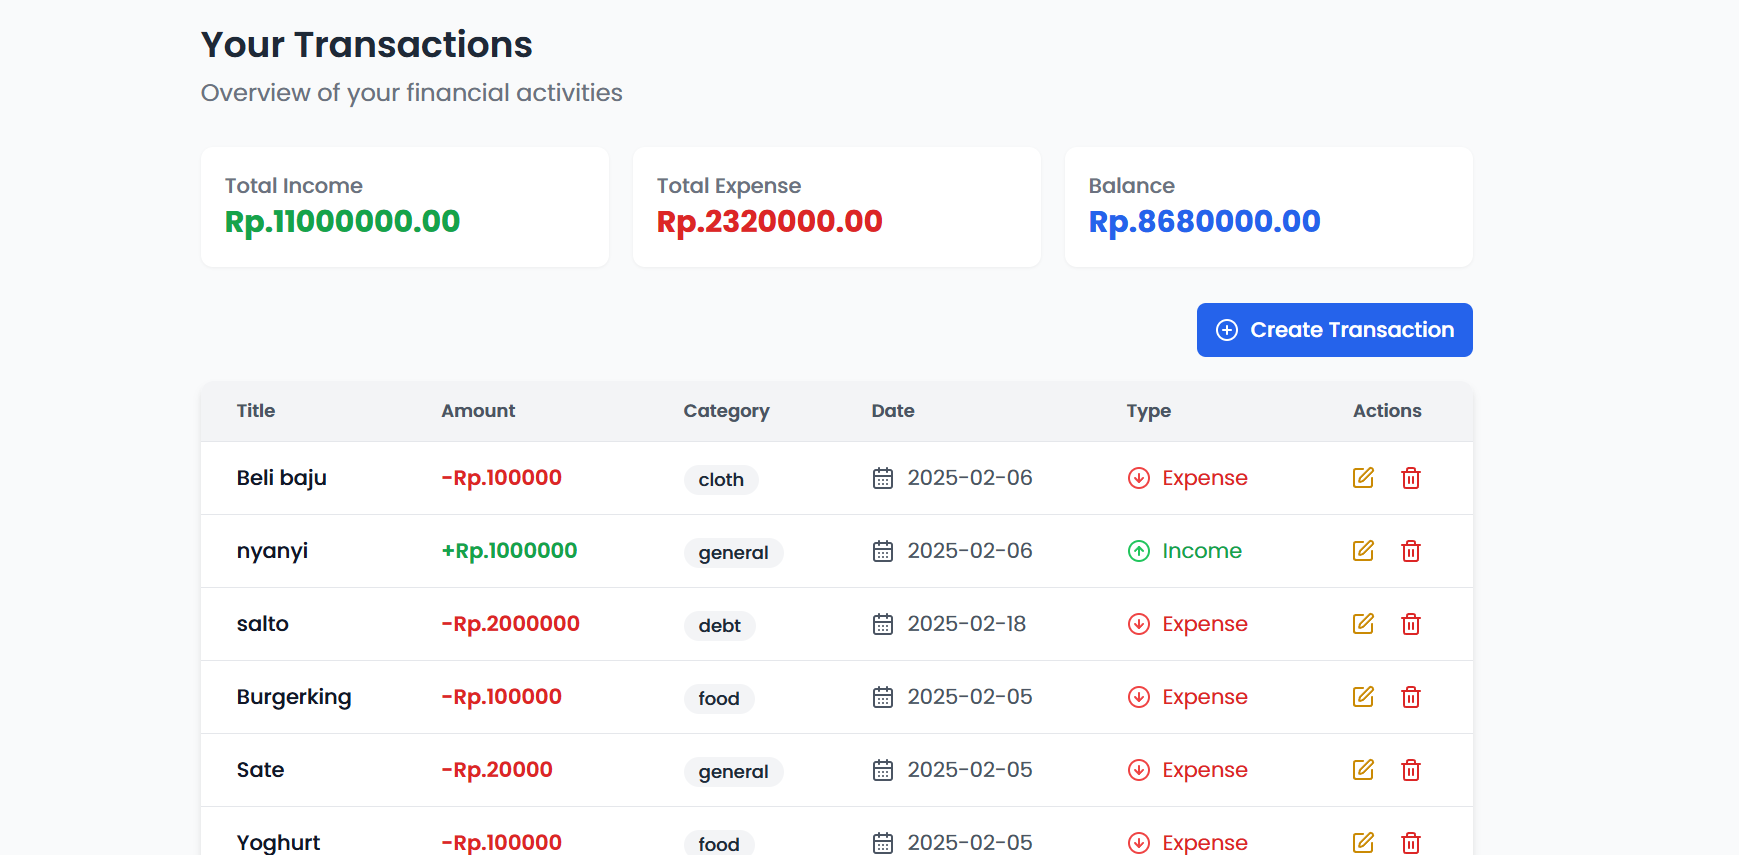 Your Transactions
Overview of your financial activities
Total Income
Rp.11000000.00
Total Expense
Rp.2320000.00
Balance
Rp.8680000.00
Create Transaction
Title Amount Category Date Type Actions
Beli baju -Rp.100000 cloth 2025-02-06 Expense
nyanyi +Rp.1000000 general 2025-02-06 Income
salto -Rp.2000000 debt 2025-02-18 Expense
Burgerking -Rp.100000 food 2025-02-05 Expense
Sate -Rp.20000 general 2025-02-05 Expense
Yoghurt -Rp.100000 food 2025-02-05 Expense